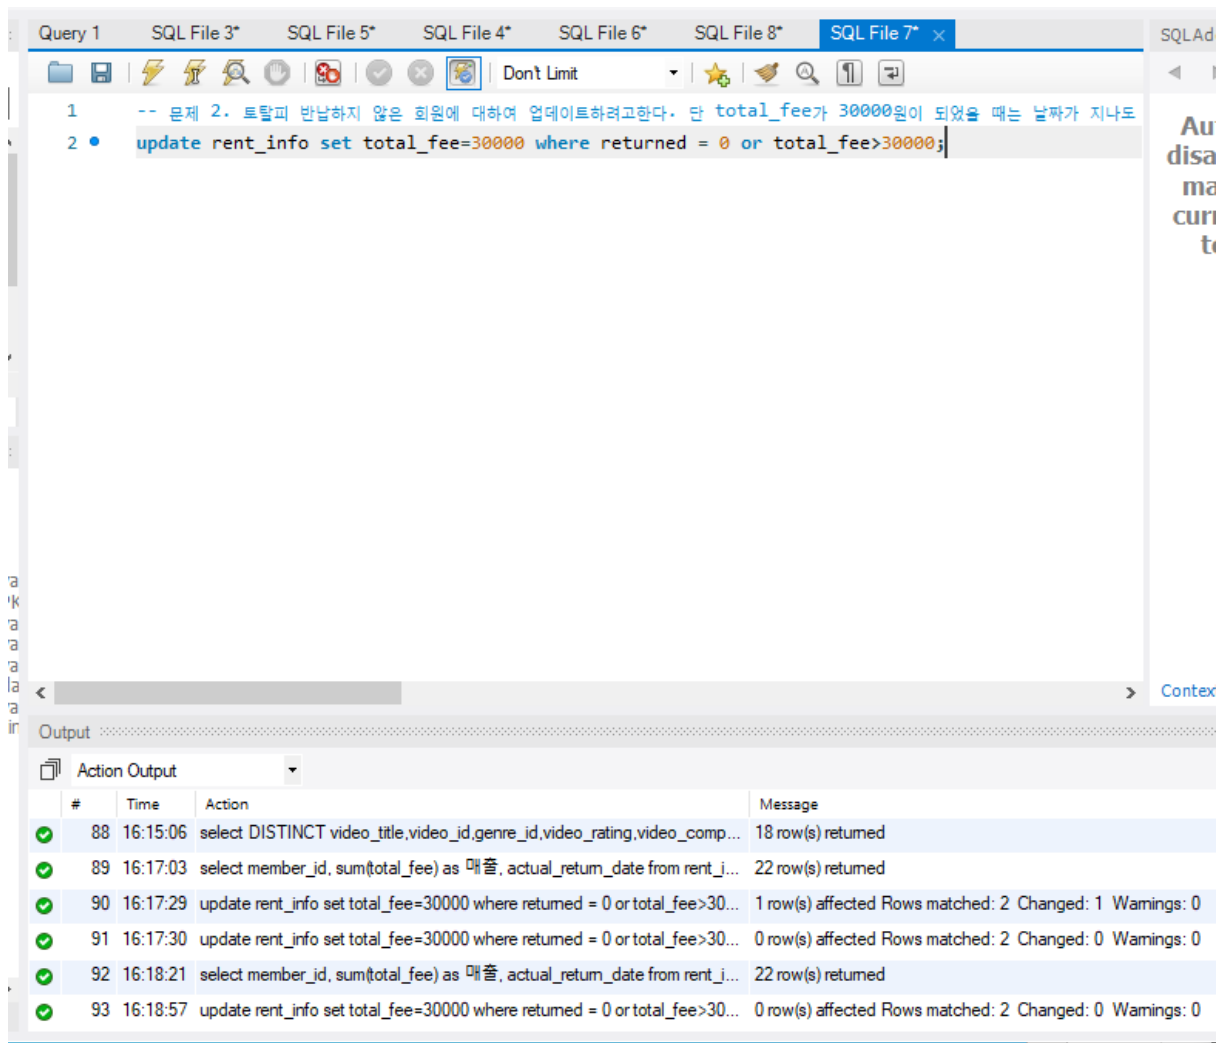 Query 1 SQL File 3* SQL File 5* SQL File 4* SQL File 6* SQL File 8* SQL File 7* × SQLAd
Don't Limit
1 -- 문제 2. 토탈피 반납하지 않은 회원에 대하여 업데이트하려고한다. 단 total_fee가 30000원이 되었을 때는 날짜가 지나도
2 update rent_info set total_fee=30000 where returned = 0 or total_fee>30000;
Au
disa
ma
curr
to
Contex
Output
Action Output
# Time Action Message
88 16:15:06 select DISTINCT video_title,video_id,genre_id,video_rating,video_comp... 18 row(s) returned
89 16:17:03 select member_id, sum(total_fee) as 매출, actual_return_date from rent_i... 22 row(s) returned
90 16:17:29 update rent_info set total_fee=30000 where returned = 0 or total_fee>30... 1 row(s) affected Rows matched: 2 Changed: 1 Warnings: 0
91 16:17:30 update rent_info set total_fee=30000 where returned = 0 or total_fee>30... 0 row(s) affected Rows matched: 2 Changed: 0 Warnings: 0
92 16:18:21 select member_id, sum(total_fee) as 매출, actual_return_date from rent_i... 22 row(s) returned
93 16:18:57 update rent_info set total_fee=30000 where returned = 0 or total_fee>30... 0 row(s) affected Rows matched: 2 Changed: 0 Warnings: 0